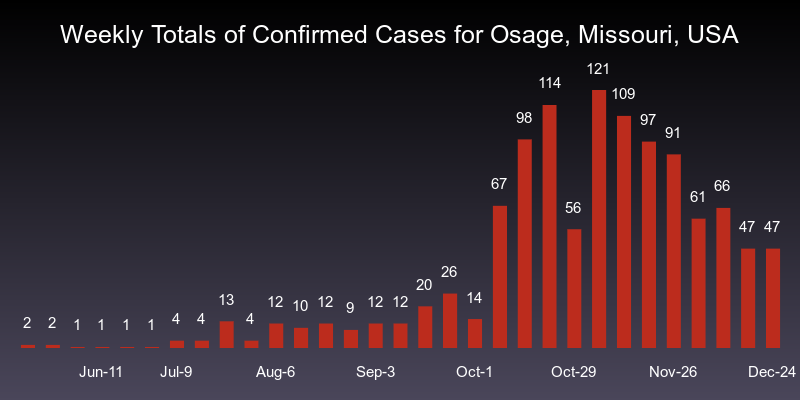 Weekly Totals of Confirmed Cases for Osage, Missouri, USA
2 2 1 1 1 1 4 4 13 4 12 10 12 9 12 12 20 26 14 67 98 114 56 121 109 97 91 61 66 47 47
Jun-11 Jul-9 Aug-6 Sep-3 Oct-1 Oct-29 Nov-26 Dec-24